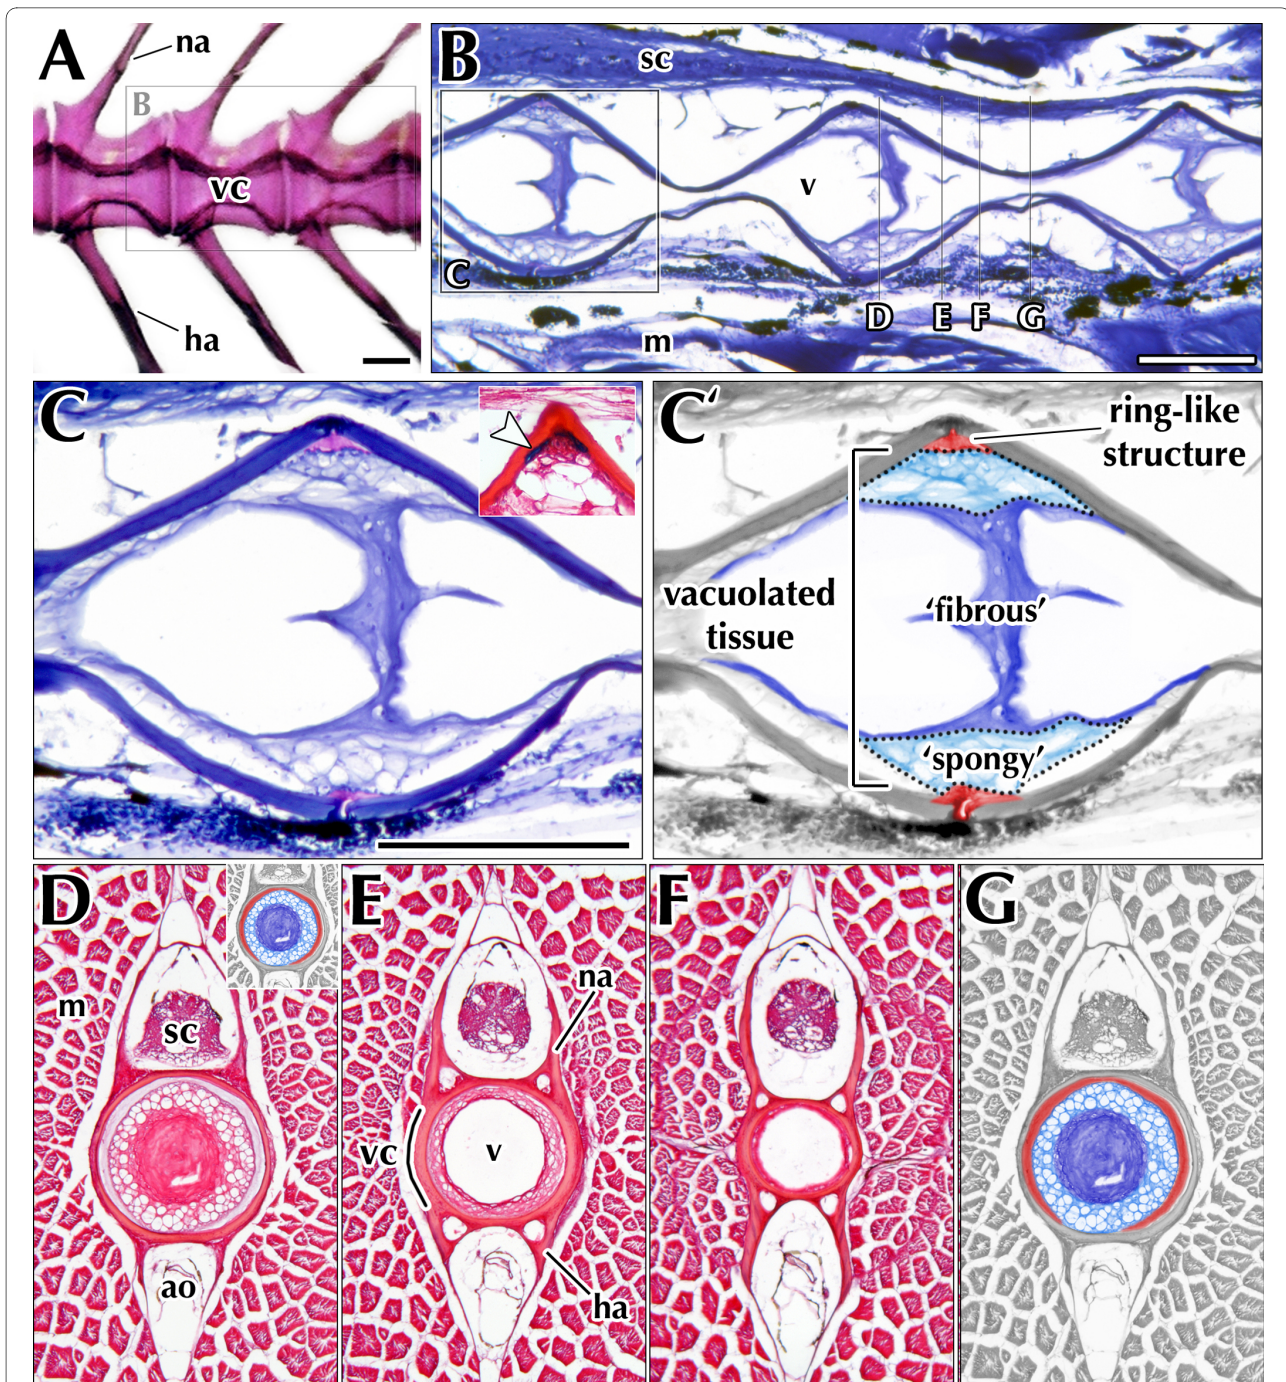 A
na
B
vc
ha
B
sc
v
C
D
E
F
G
m
C
C'
ring-like
structure
vacuolated
tissue
'fibrous'
'spongy'
D
m
sc
ao
E
na
vc
v
ha
F
G